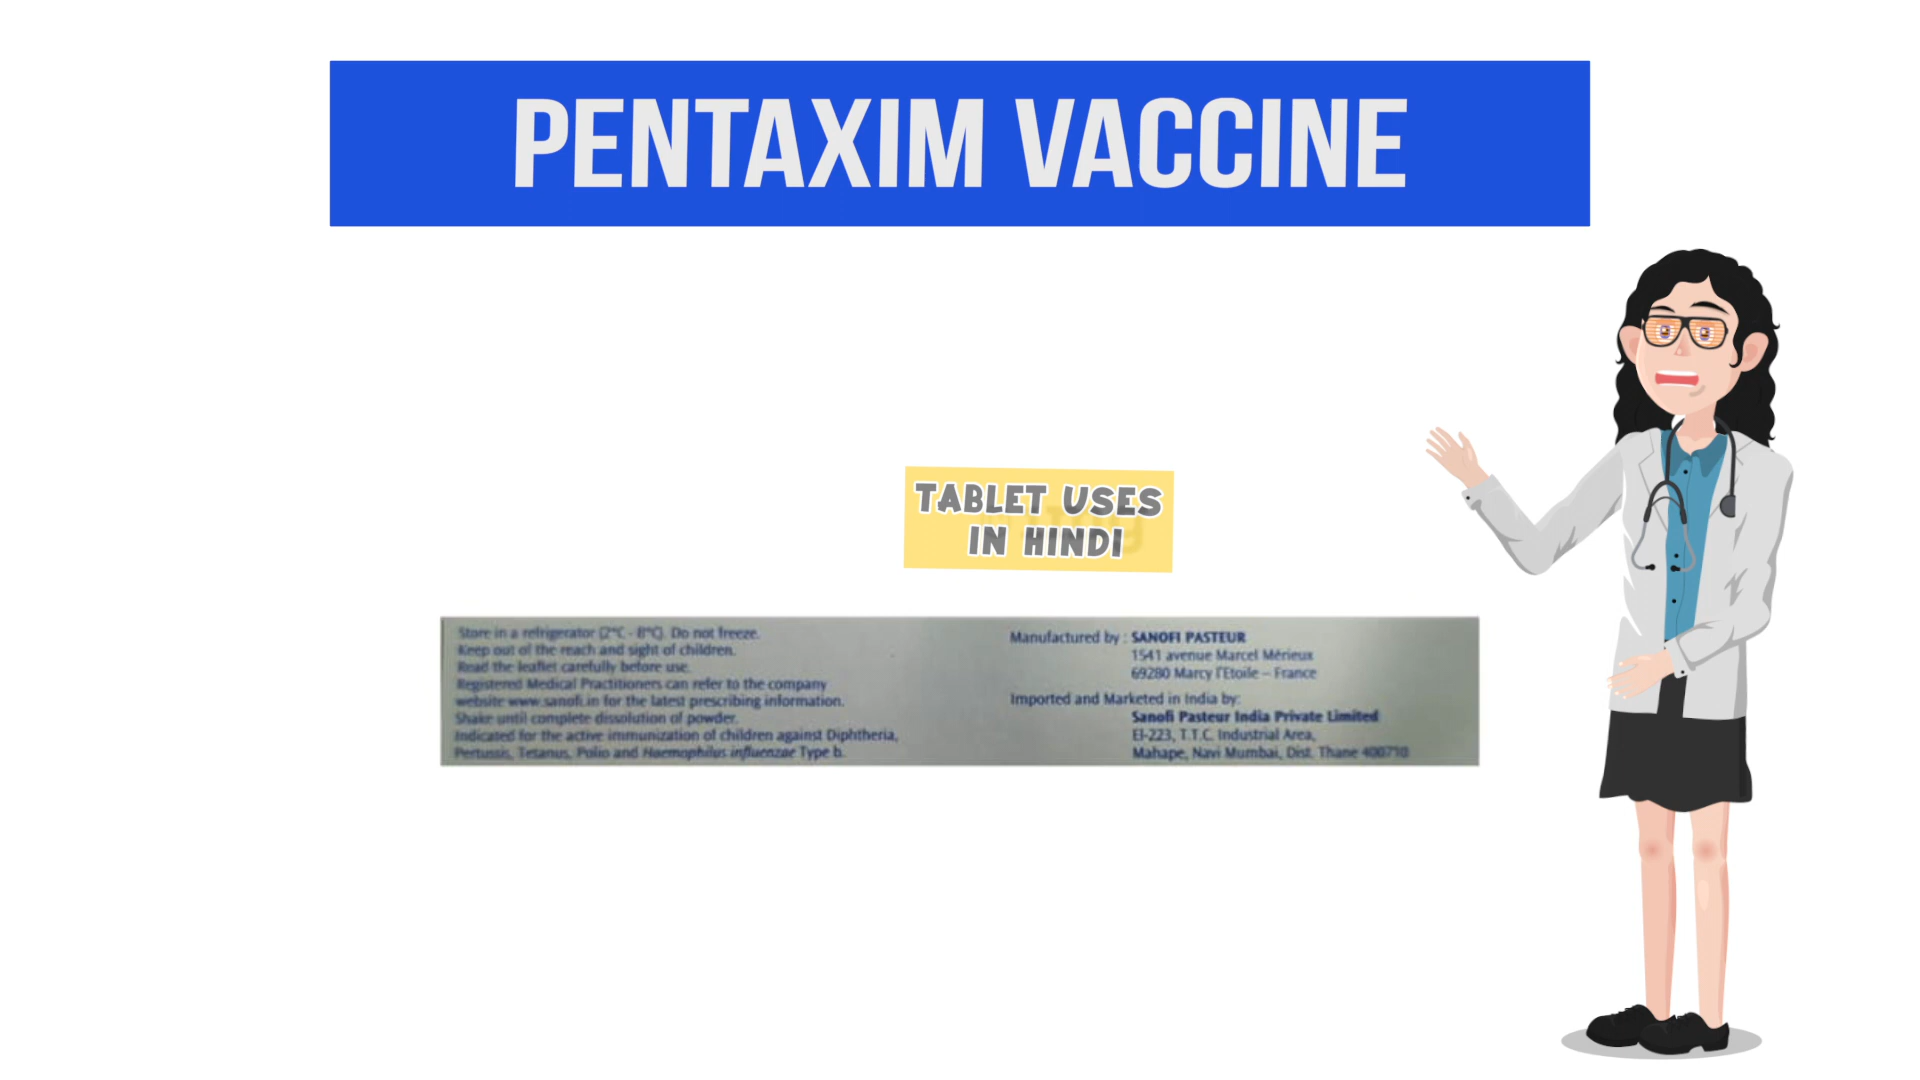 PENTAXIM VACCINE
TABLET USES
IN HINDI
Store in a refrigerator (2°C - 8°C). Do not freeze.
Keep out of the reach and sight of children.
Read the leaflet carefully before use.
Registered Medical Practitioners can refer to the company
website www.sanofi.in for the latest prescribing information.
Shake until complete dissolution of powder.
Indicated for the active immunization of children against Diphtheria,
Pertussis, Tetanus, Polio and Haemophilus influenzae Type b.
Manufactured by : SANOFI PASTEUR
1541 avenue Marcel Mérieux
69280 Marcy l'Etoile – France
Imported and Marketed in India by:
Sanofi Pasteur India Private Limited
El-223, T.T.C. Industrial Area,
Mahape, Navi Mumbai, Dist. Thane 400710